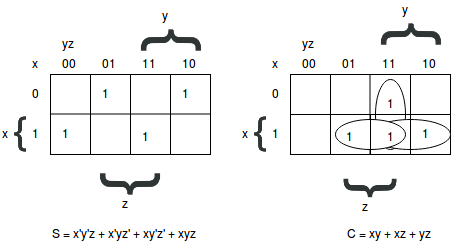 y y
yz yz
x 00 01 11 10 x 00 01 11 10
0 1 1 0 1
x { 1 1 1 x { 1 1 1 1
z z
S = x'y'z + x'yz' + xy'z' + xyz C = xy + xz + yz